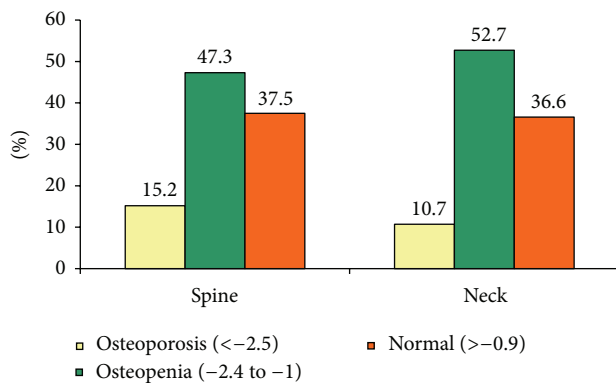 60
50
40
30
20
10
0
(%)
15.2
47.3
37.5
10.7
52.7
36.6
Spine
Neck
Osteoporosis (<−2.5)
Normal (>−0.9)
Osteopenia (−2.4 to −1)